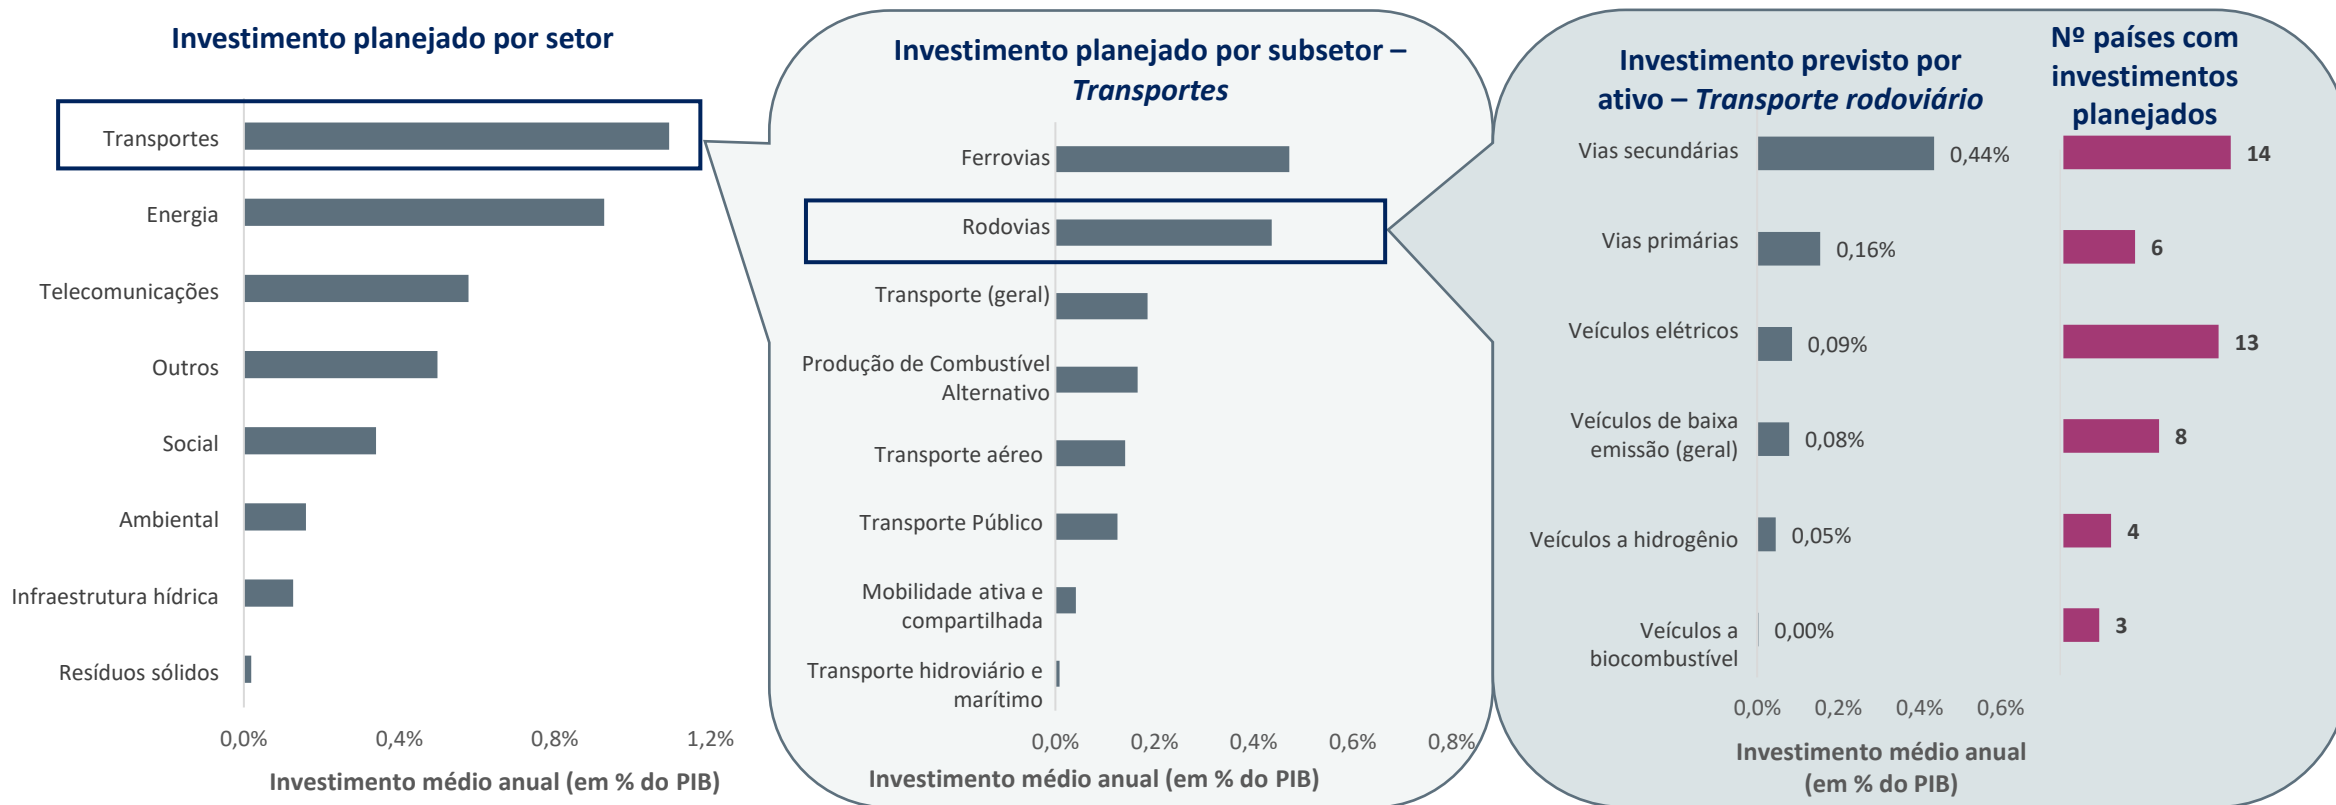 Investimento planejado por setor
Transportes
Energia
Telecomunicações
Outros
Social
Ambiental
Infraestrutura hídrica
Resíduos sólidos
0,0%
0,4%
0,8%
1,2%
Investimento médio anual (em % do PIB)
Investimento planejado por subsetor –
Transportes
Ferrovias
Rodovias
Transporte (geral)
Produção de Combustível
Alternativo
Transporte aéreo
Transporte Público
Mobilidade ativa e
compartilhada
Transporte hidroviário e
marítimo
0,0%
0,2%
0,4%
0,6%
0,8%
Investimento médio anual (em % do PIB)
Investimento previsto por
ativo – Transporte rodoviário
Vias secundárias
0,44%
Vias primárias
0,16%
Veículos elétricos
0,09%
Veículos de baixa
emissão (geral)
0,08%
Veículos a hidrogênio
0,05%
Veículos a
biocombustível
0,00%
0,0%
0,2%
0,4%
0,6%
Investimento médio anual
(em % do PIB)
Nº países com
investimentos
planejados
14
6
13
8
4
3